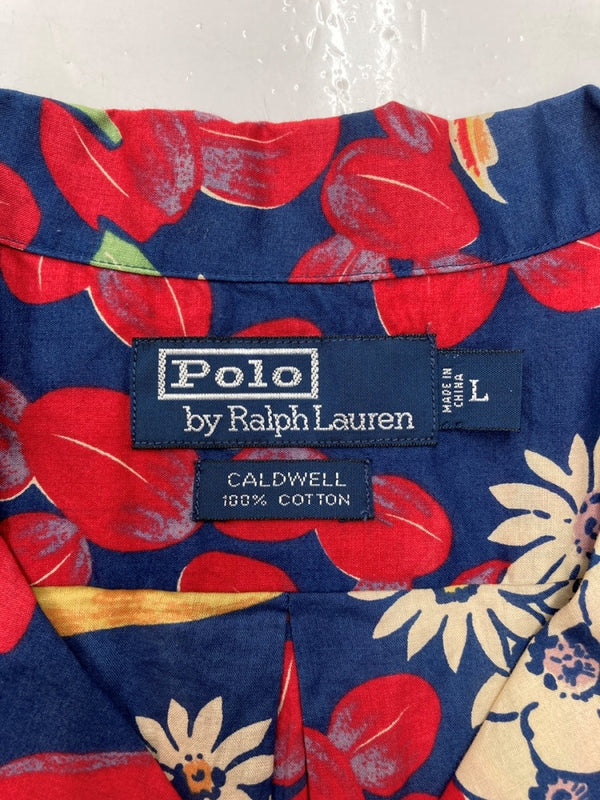 Polo
by Ralph Lauren
MADE IN
CHINA
L
CALDWELL
100% COTTON